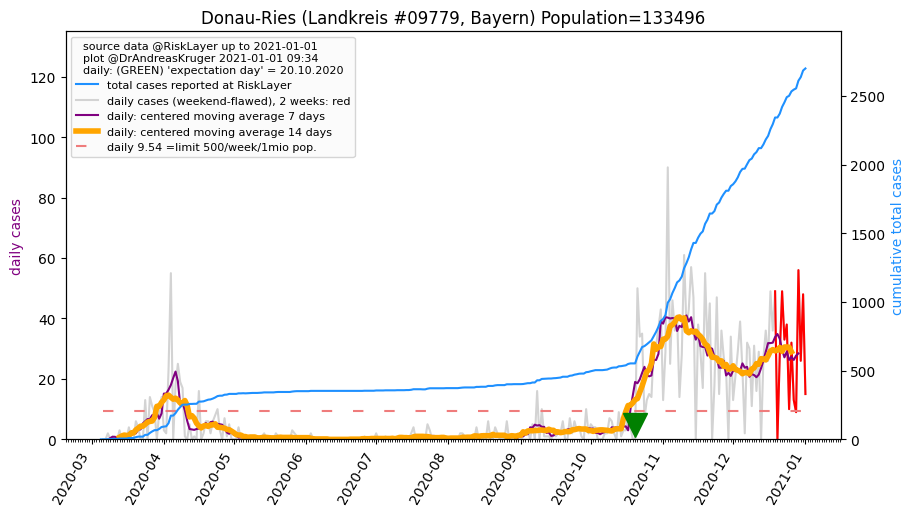 Donau-Ries (Landkreis #09779, Bayern) Population=133496
source data @RiskLayer up to 2021-01-01
plot @DrAndreasKruger 2021-01-01 09:34
daily: (GREEN) 'expectation day' = 20.10.2020
total cases reported at RiskLayer
daily cases (weekend-flawed), 2 weeks: red
daily: centered moving average 7 days
daily: centered moving average 14 days
daily 9.54 =limit 500/week/1mio pop.
daily cases
120
100
80
60
40
20
0
cumulative total cases
2500
2000
1500
1000
500
0
2020-03
2020-04
2020-05
2020-06
2020-07
2020-08
2020-09
2020-10
2020-11
2020-12
2021-01